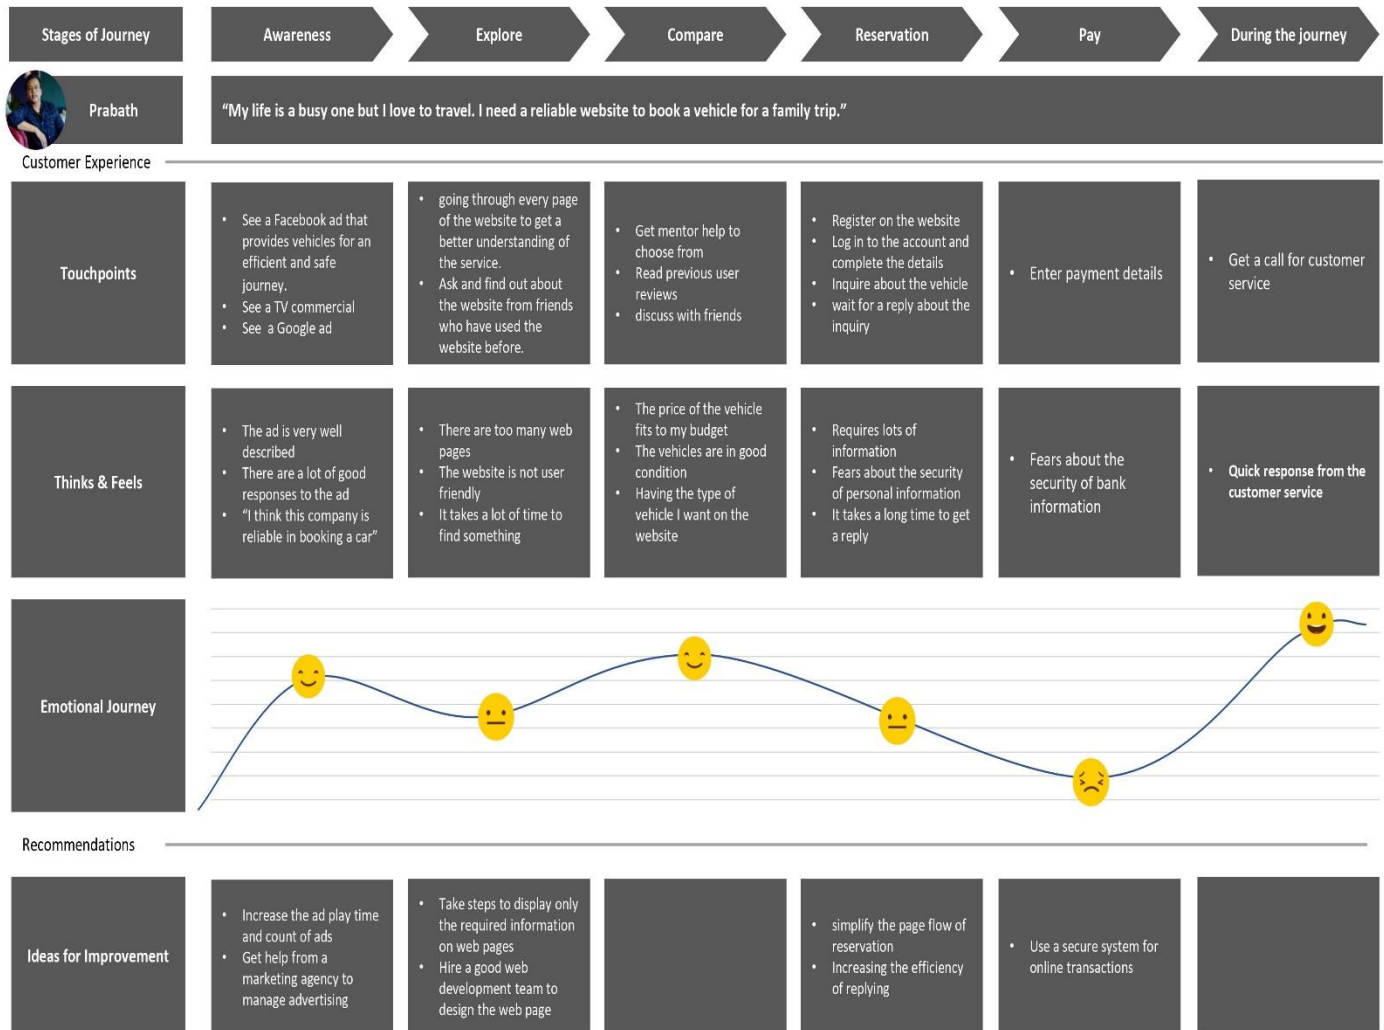 Stages of Journey
Awareness
Explore
Compare
Reservation
Pay
During the journey
Prabath
“My life is a busy one but I love to travel. I need a reliable website to book a vehicle for a family trip.”
Customer Experience
Touchpoints
• See a Facebook ad that
provides vehicles for an
efficient and safe
journey.
• See a TV commercial
• See a Google ad
• going through every page
of the website to get a
better understanding of
the service.
• Ask and find out about
the website from friends
who have used the
website before.
• Get mentor help to
choose from
• Read previous user
reviews
• discuss with friends
• Register on the website
• Log in to the account and
complete the details
• Inquire about the vehicle
• wait for a reply about the
inquiry
• Enter payment details
• Get a call for customer
service
Thinks & Feels
• The ad is very well
described
• There are a lot of good
responses to the ad
• “I think this company is
reliable in booking a car”
• There are too many web
pages
• The website is not user
friendly
• It takes a lot of time to
find something
• The price of the vehicle
fits to my budget
• The vehicles are in good
condition
• Having the type of
vehicle I want on the
website
• Requires lots of
information
• Fears about the security
of personal information
• It takes a long time to get
a reply
• Fears about the
security of bank
information
• Quick response from the
customer service
Emotional Journey
Recommendations
Ideas for Improvement
• Increase the ad play time
and count of ads
• Get help from a
marketing agency to
manage advertising
• Take steps to display only
the required information
on web pages
• Hire a good web
development team to
design the web page
• simplify the page flow of
reservation
• Increasing the efficiency
of replying
• Use a secure system for
online transactions